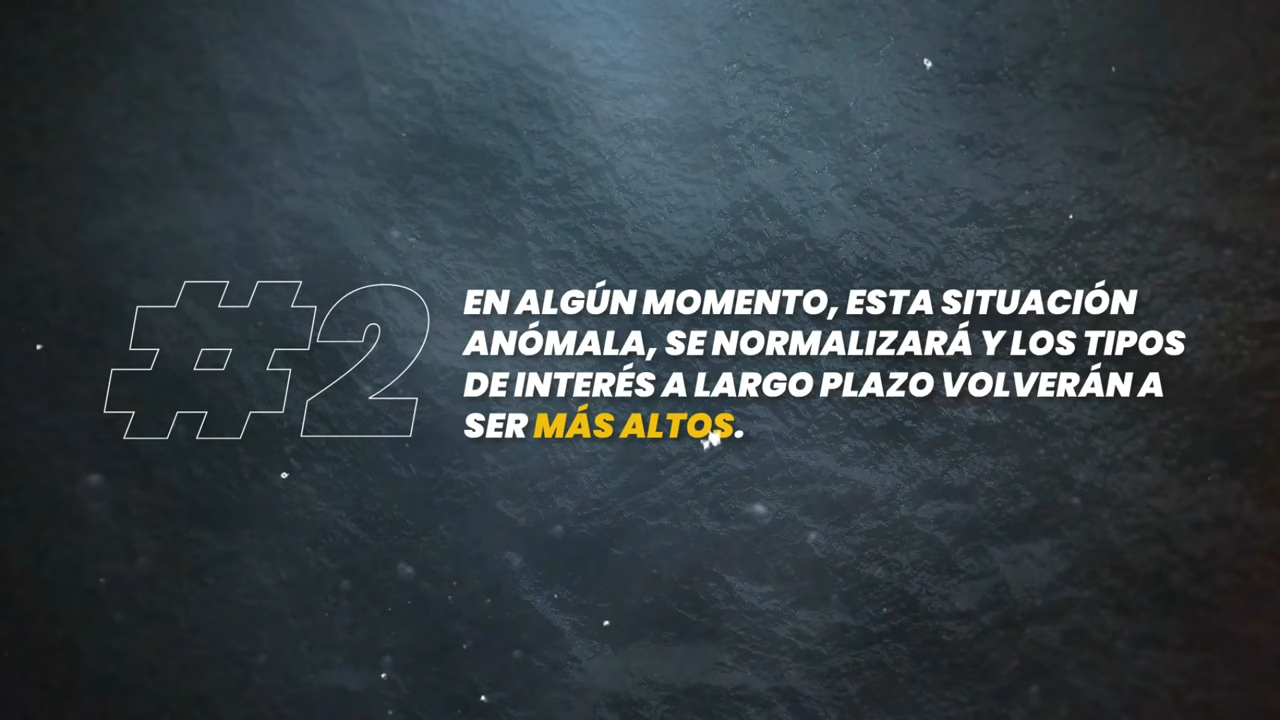 #2
EN ALGÚN MOMENTO, ESTA SITUACIÓN
ANÓMALA, SE NORMALIZARÁ Y LOS TIPOS
DE INTERÉS A LARGO PLAZO VOLVERÁN A
SER MÁS ALTOS.